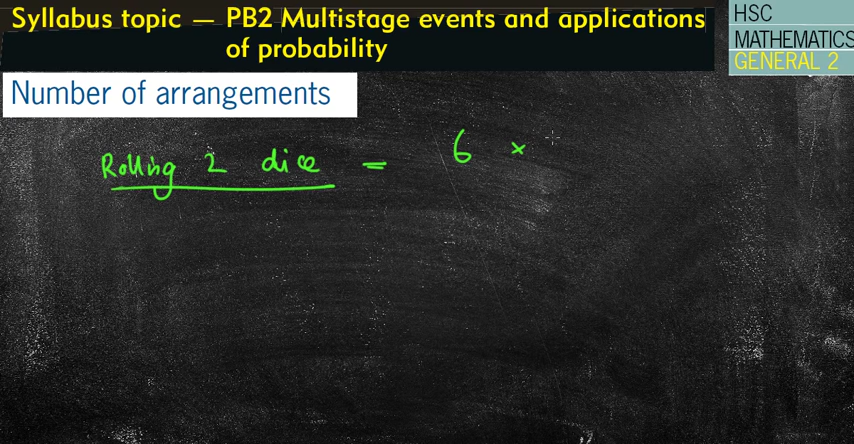 Syllabus topic — PB2 Multistage events and applications
of probability
HSC
MATHEMATICS
GENERAL 2
Number of arrangements
Rolling 2 dice = 6 ×